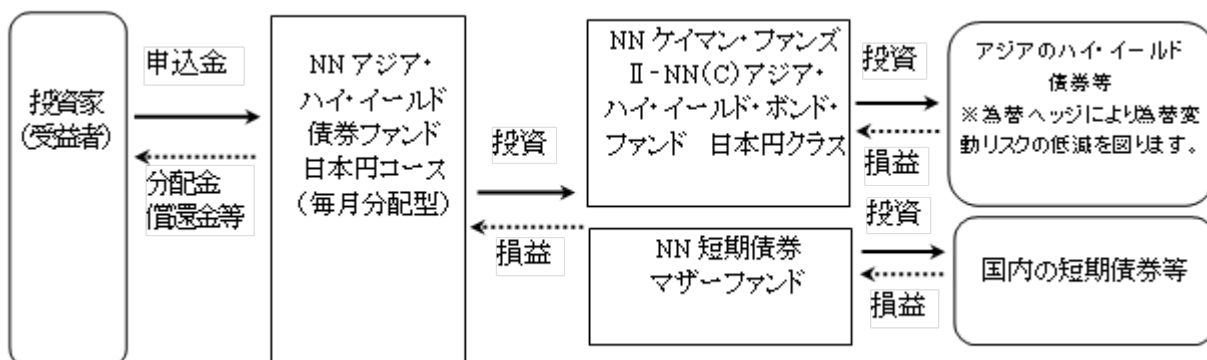 投資家
(受益者)
申込金
分配金
償還金等
NN アジア・
ハイ・イールド
債券ファンド
日本円コース
(毎月分配型)
投資
損益
NN ケイマン・ファンズ
Ⅱ-NN(C)アジア・
ハイ・イールド・ボンド・
ファンド 日本円クラス
NN 短期債券
マザーファンド
投資
損益
アジアのハイ・イールド
債券等
※為替ヘッジにより為替変
動リスクの低減を図ります。
投資
損益
国内の短期債券等